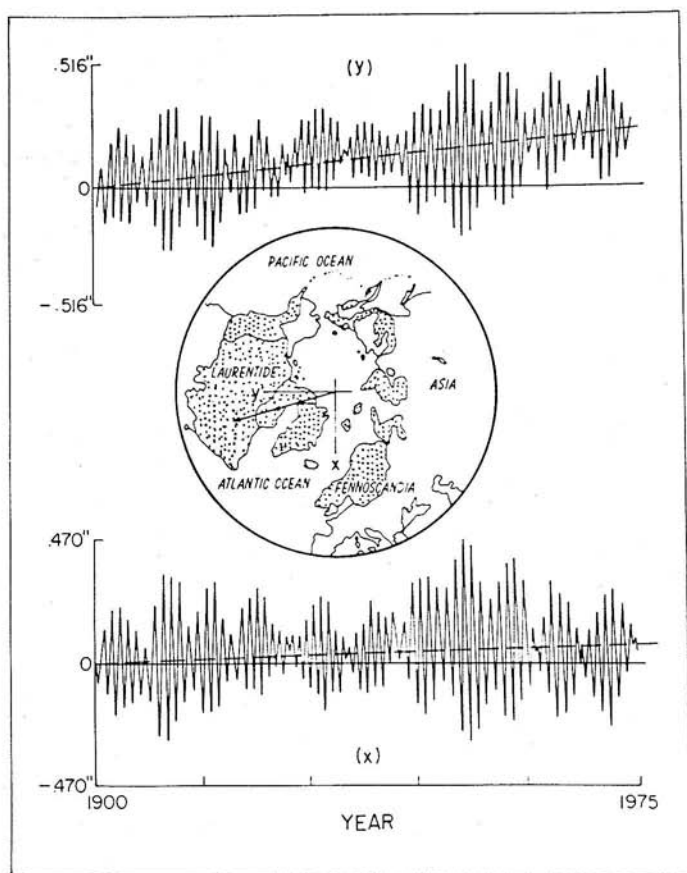 .516"
(y)
0
-.516"
PACIFIC OCEAN
LAURENTIDE
y
ASIA
x
ATLANTIC OCEAN
FENNOSCANDIA
.470"
0
(x)
-.470"
1900
1975
YEAR